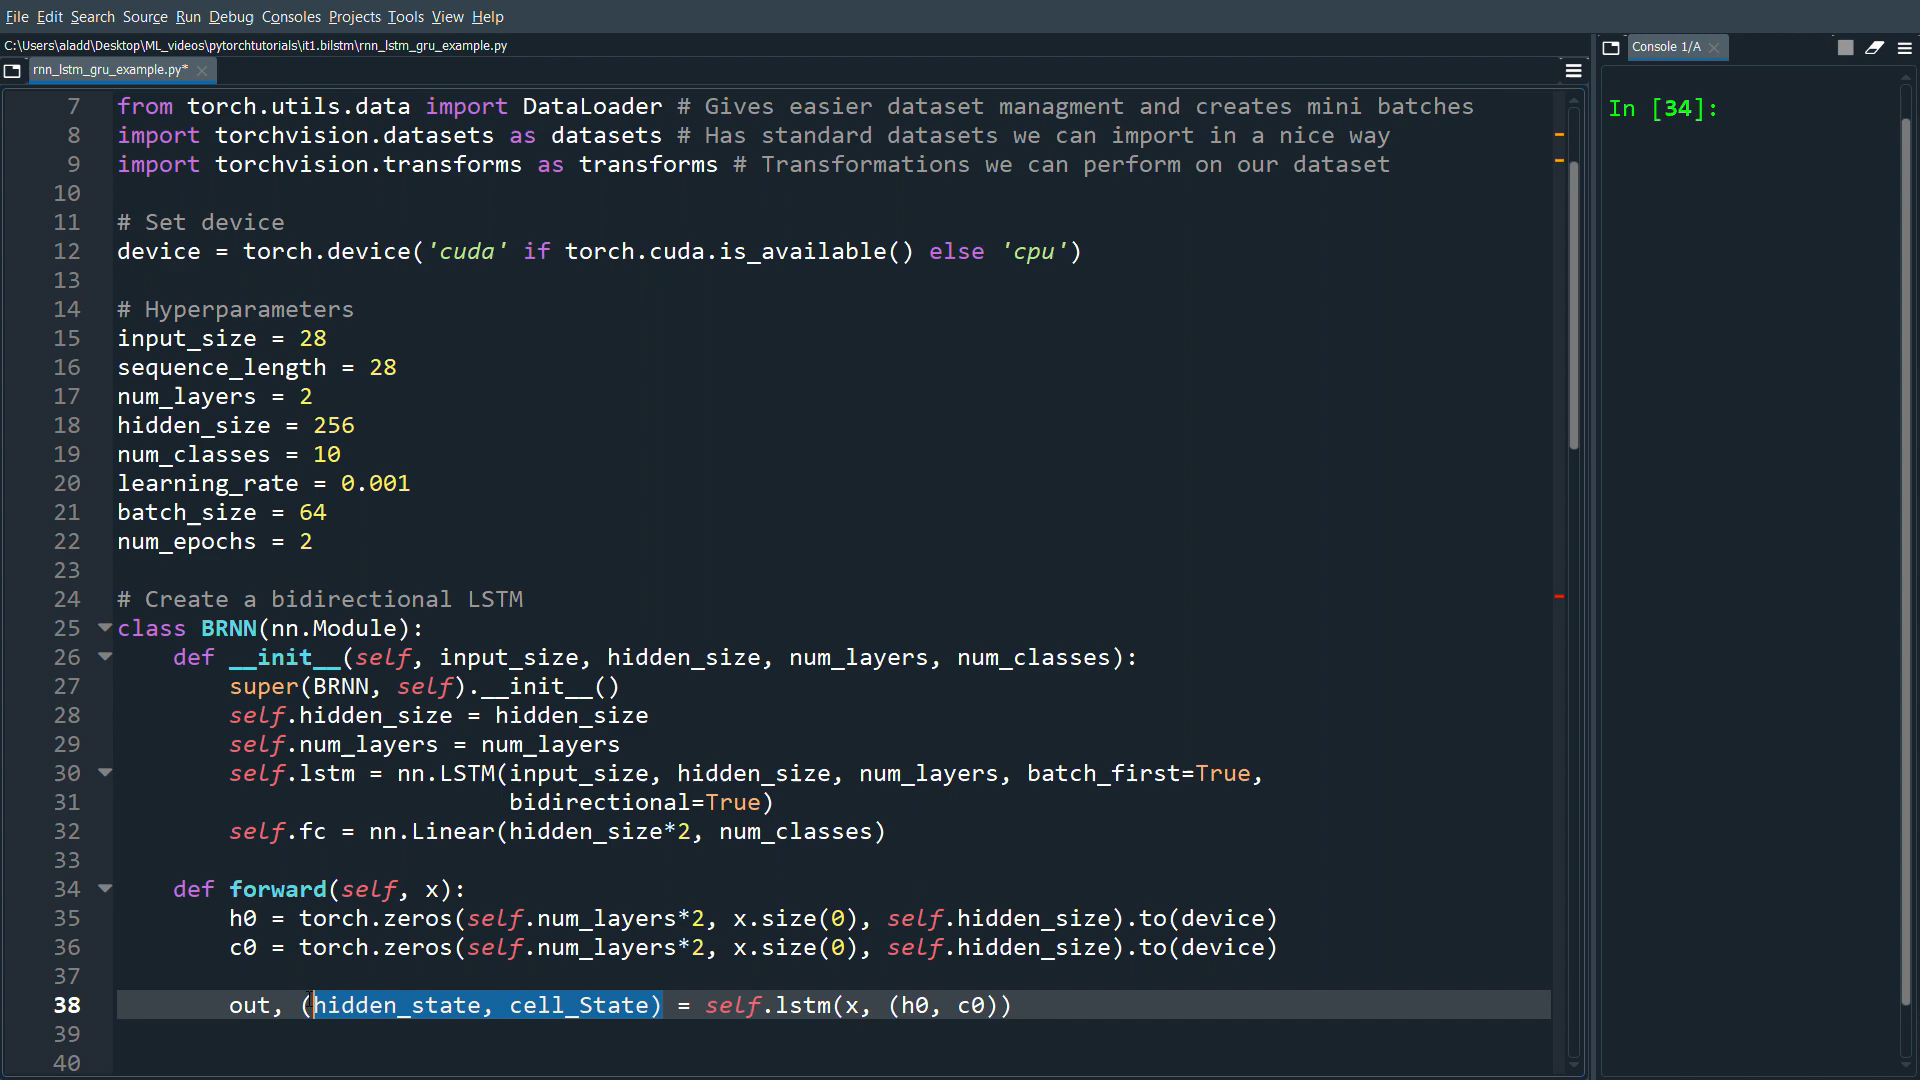 File Edit Search Source Run Debug Consoles Projects Tools View Help
C:\Users\aladd\Desktop\ML_videos\pytorchtutorials\it1.bilstm\rnn_lstm_gru_example.py
rnn_lstm_gru_example.py*
Console 1/A
7 from torch.utils.data import DataLoader # Gives easier dataset managment and creates mini batches
8 import torchvision.datasets as datasets # Has standard datasets we can import in a nice way
9 import torchvision.transforms as transforms # Transformations we can perform on our dataset
10
11 # Set device
12 device = torch.device('cuda' if torch.cuda.is_available() else 'cpu')
13
14 # Hyperparameters
15 input_size = 28
16 sequence_length = 28
17 num_layers = 2
18 hidden_size = 256
19 num_classes = 10
20 learning_rate = 0.001
21 batch_size = 64
22 num_epochs = 2
23
24 # Create a bidirectional LSTM
25 class BRNN(nn.Module):
26     def __init__(self, input_size, hidden_size, num_layers, num_classes):
27         super(BRNN, self).__init__()
28         self.hidden_size = hidden_size
29         self.num_layers = num_layers
30         self.lstm = nn.LSTM(input_size, hidden_size, num_layers, batch_first=True,
31                             bidirectional=True)
32         self.fc = nn.Linear(hidden_size*2, num_classes)
33
34     def forward(self, x):
35         h0 = torch.zeros(self.num_layers*2, x.size(0), self.hidden_size).to(device)
36         c0 = torch.zeros(self.num_layers*2, x.size(0), self.hidden_size).to(device)
37
38         out, (hidden_state, cell_State) = self.lstm(x, (h0, c0))
39
40
In [34]: